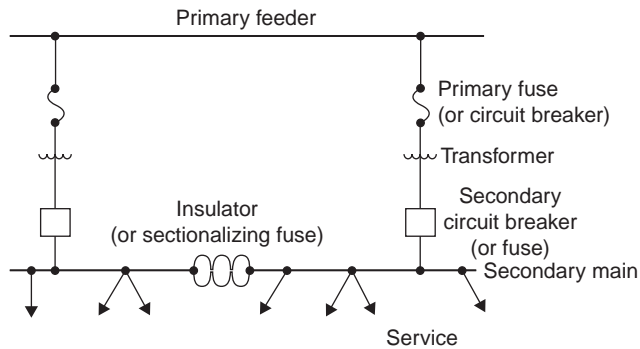 Primary feeder
Primary fuse
(or circuit breaker)
Transformer
Insulator
(or sectionalizing fuse)
Secondary
circuit breaker
(or fuse)
Secondary main
Service